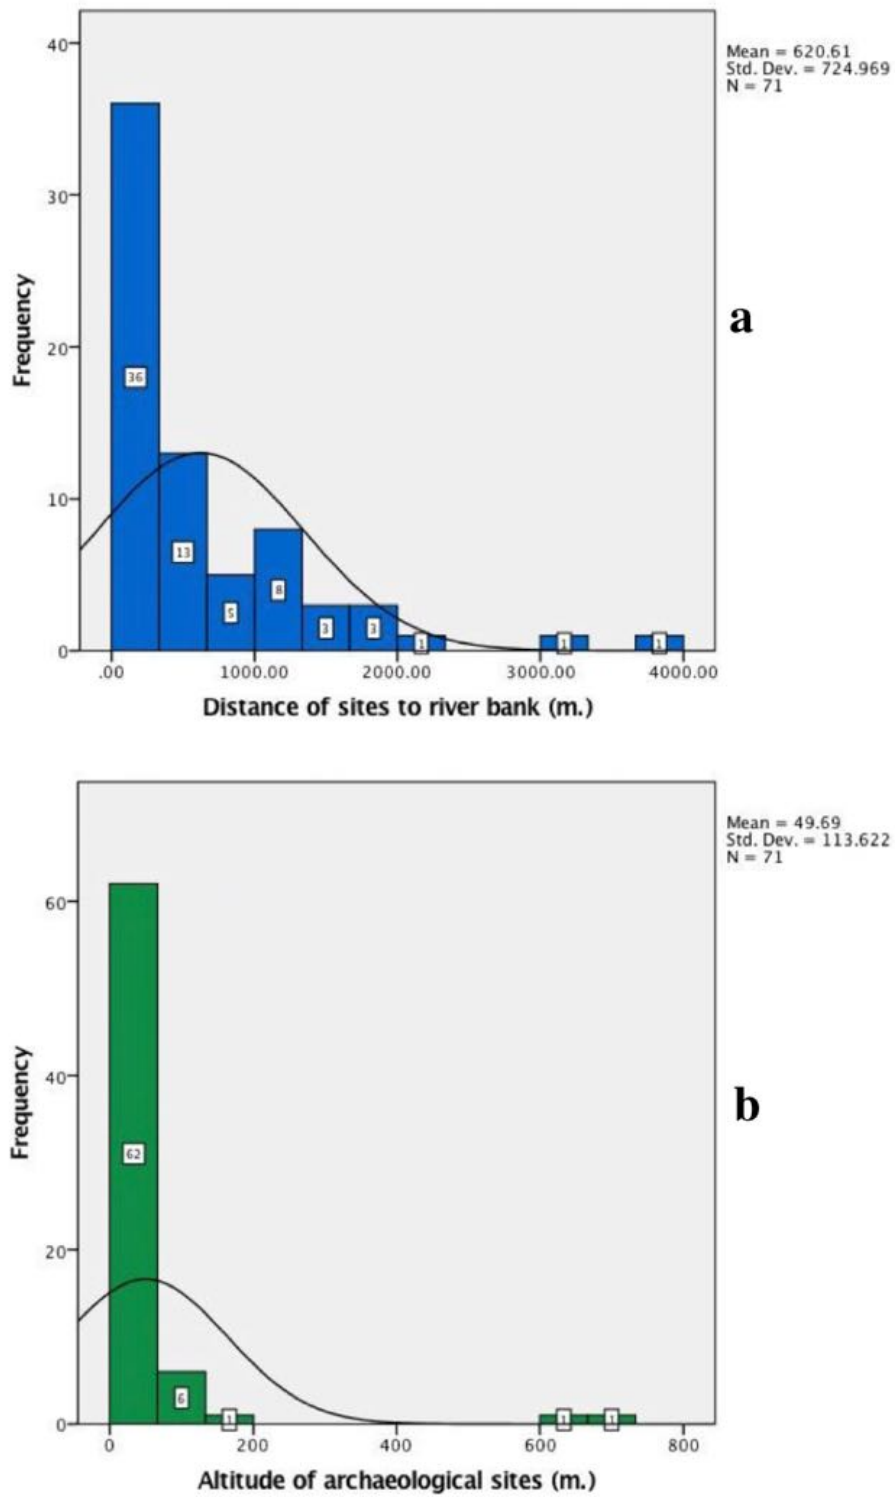 40
Mean = 620.61
Std. Dev. = 724.969
N = 71
30
a
Frequency
20
36
10
13
5
8
3
3
1
1
1
0
.00 1000.00 2000.00 3000.00 4000.00
Distance of sites to river bank (m.)
Mean = 49.69
Std. Dev. = 113.622
N = 71
60
Frequency
40
b
62
20
6
1
1
1
0
0 200 400 600 800
Altitude of archaeological sites (m.)